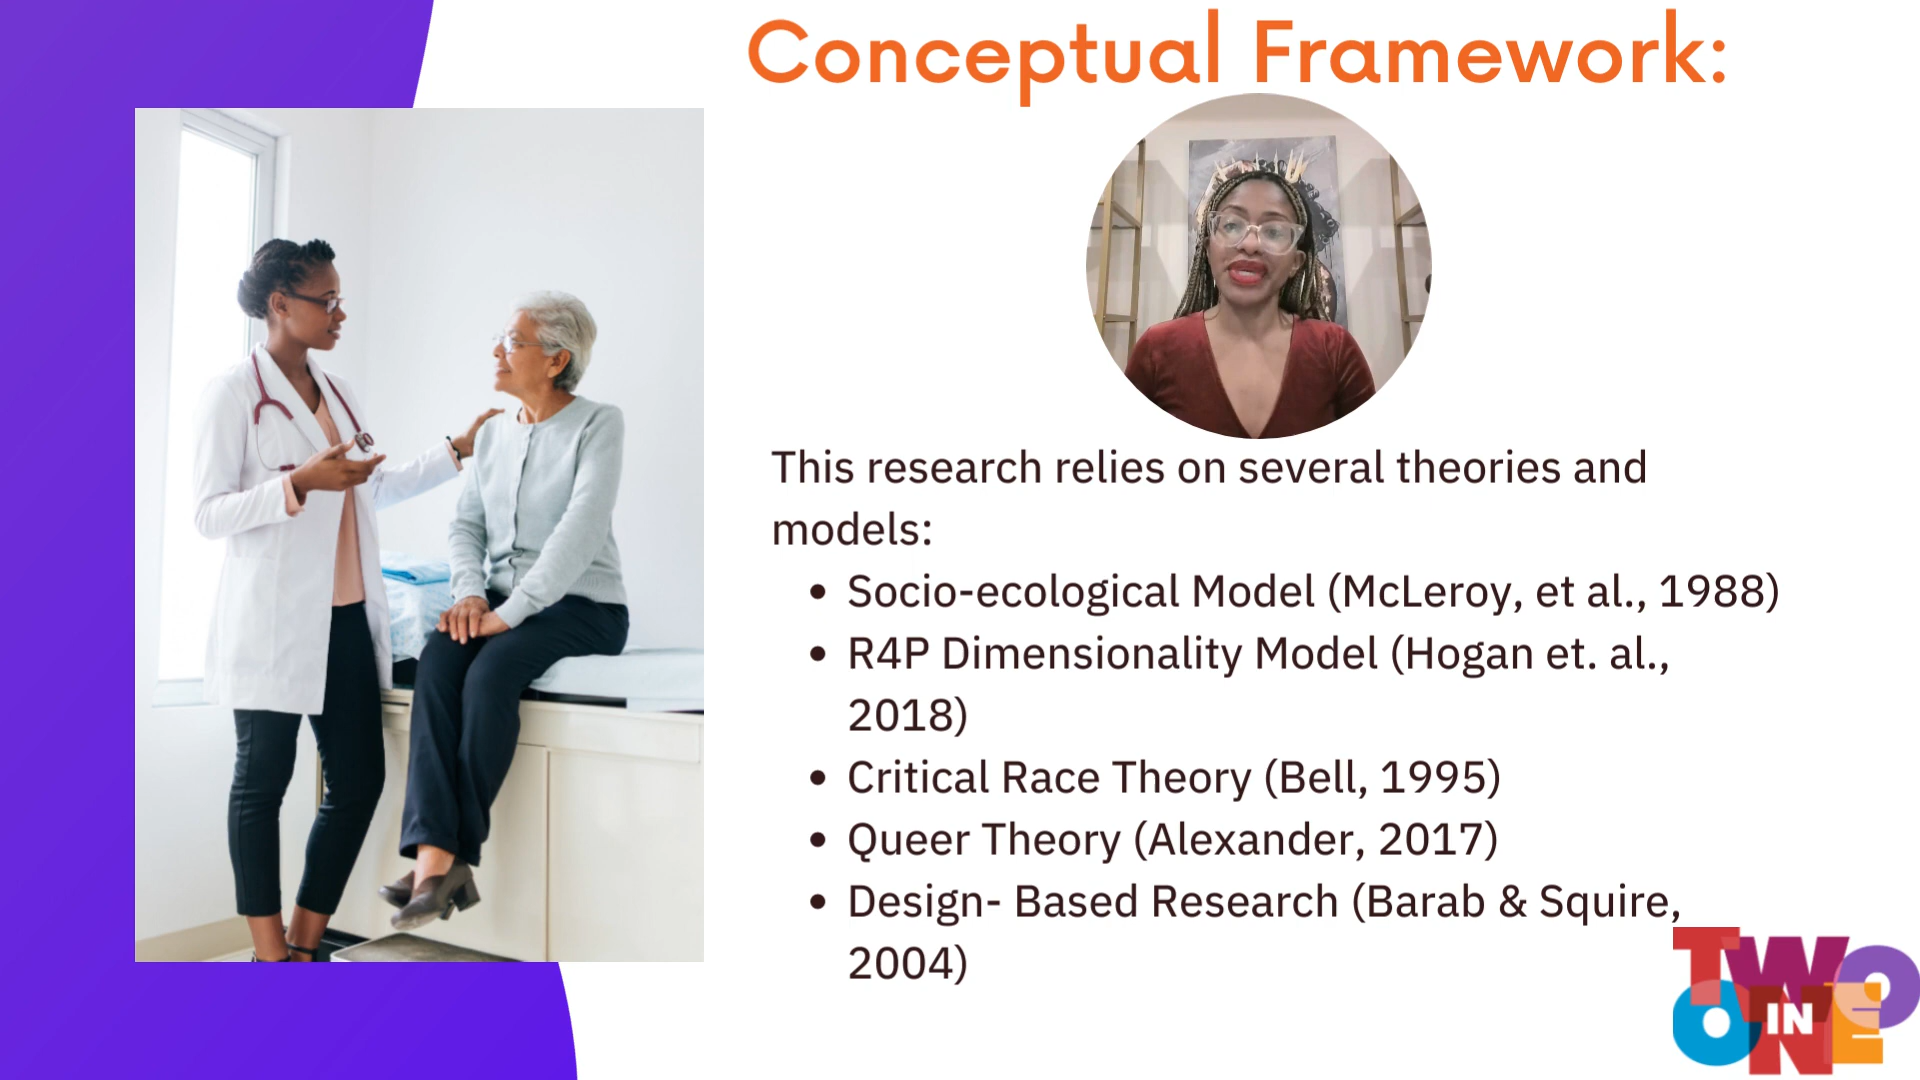 Conceptual Framework:
This research relies on several theories and
models:
• Socio-ecological Model (McLeroy, et al., 1988)
• R4P Dimensionality Model (Hogan et. al.,
2018)
• Critical Race Theory (Bell, 1995)
• Queer Theory (Alexander, 2017)
• Design- Based Research (Barab & Squire,
2004)
TWO
IN
ONE